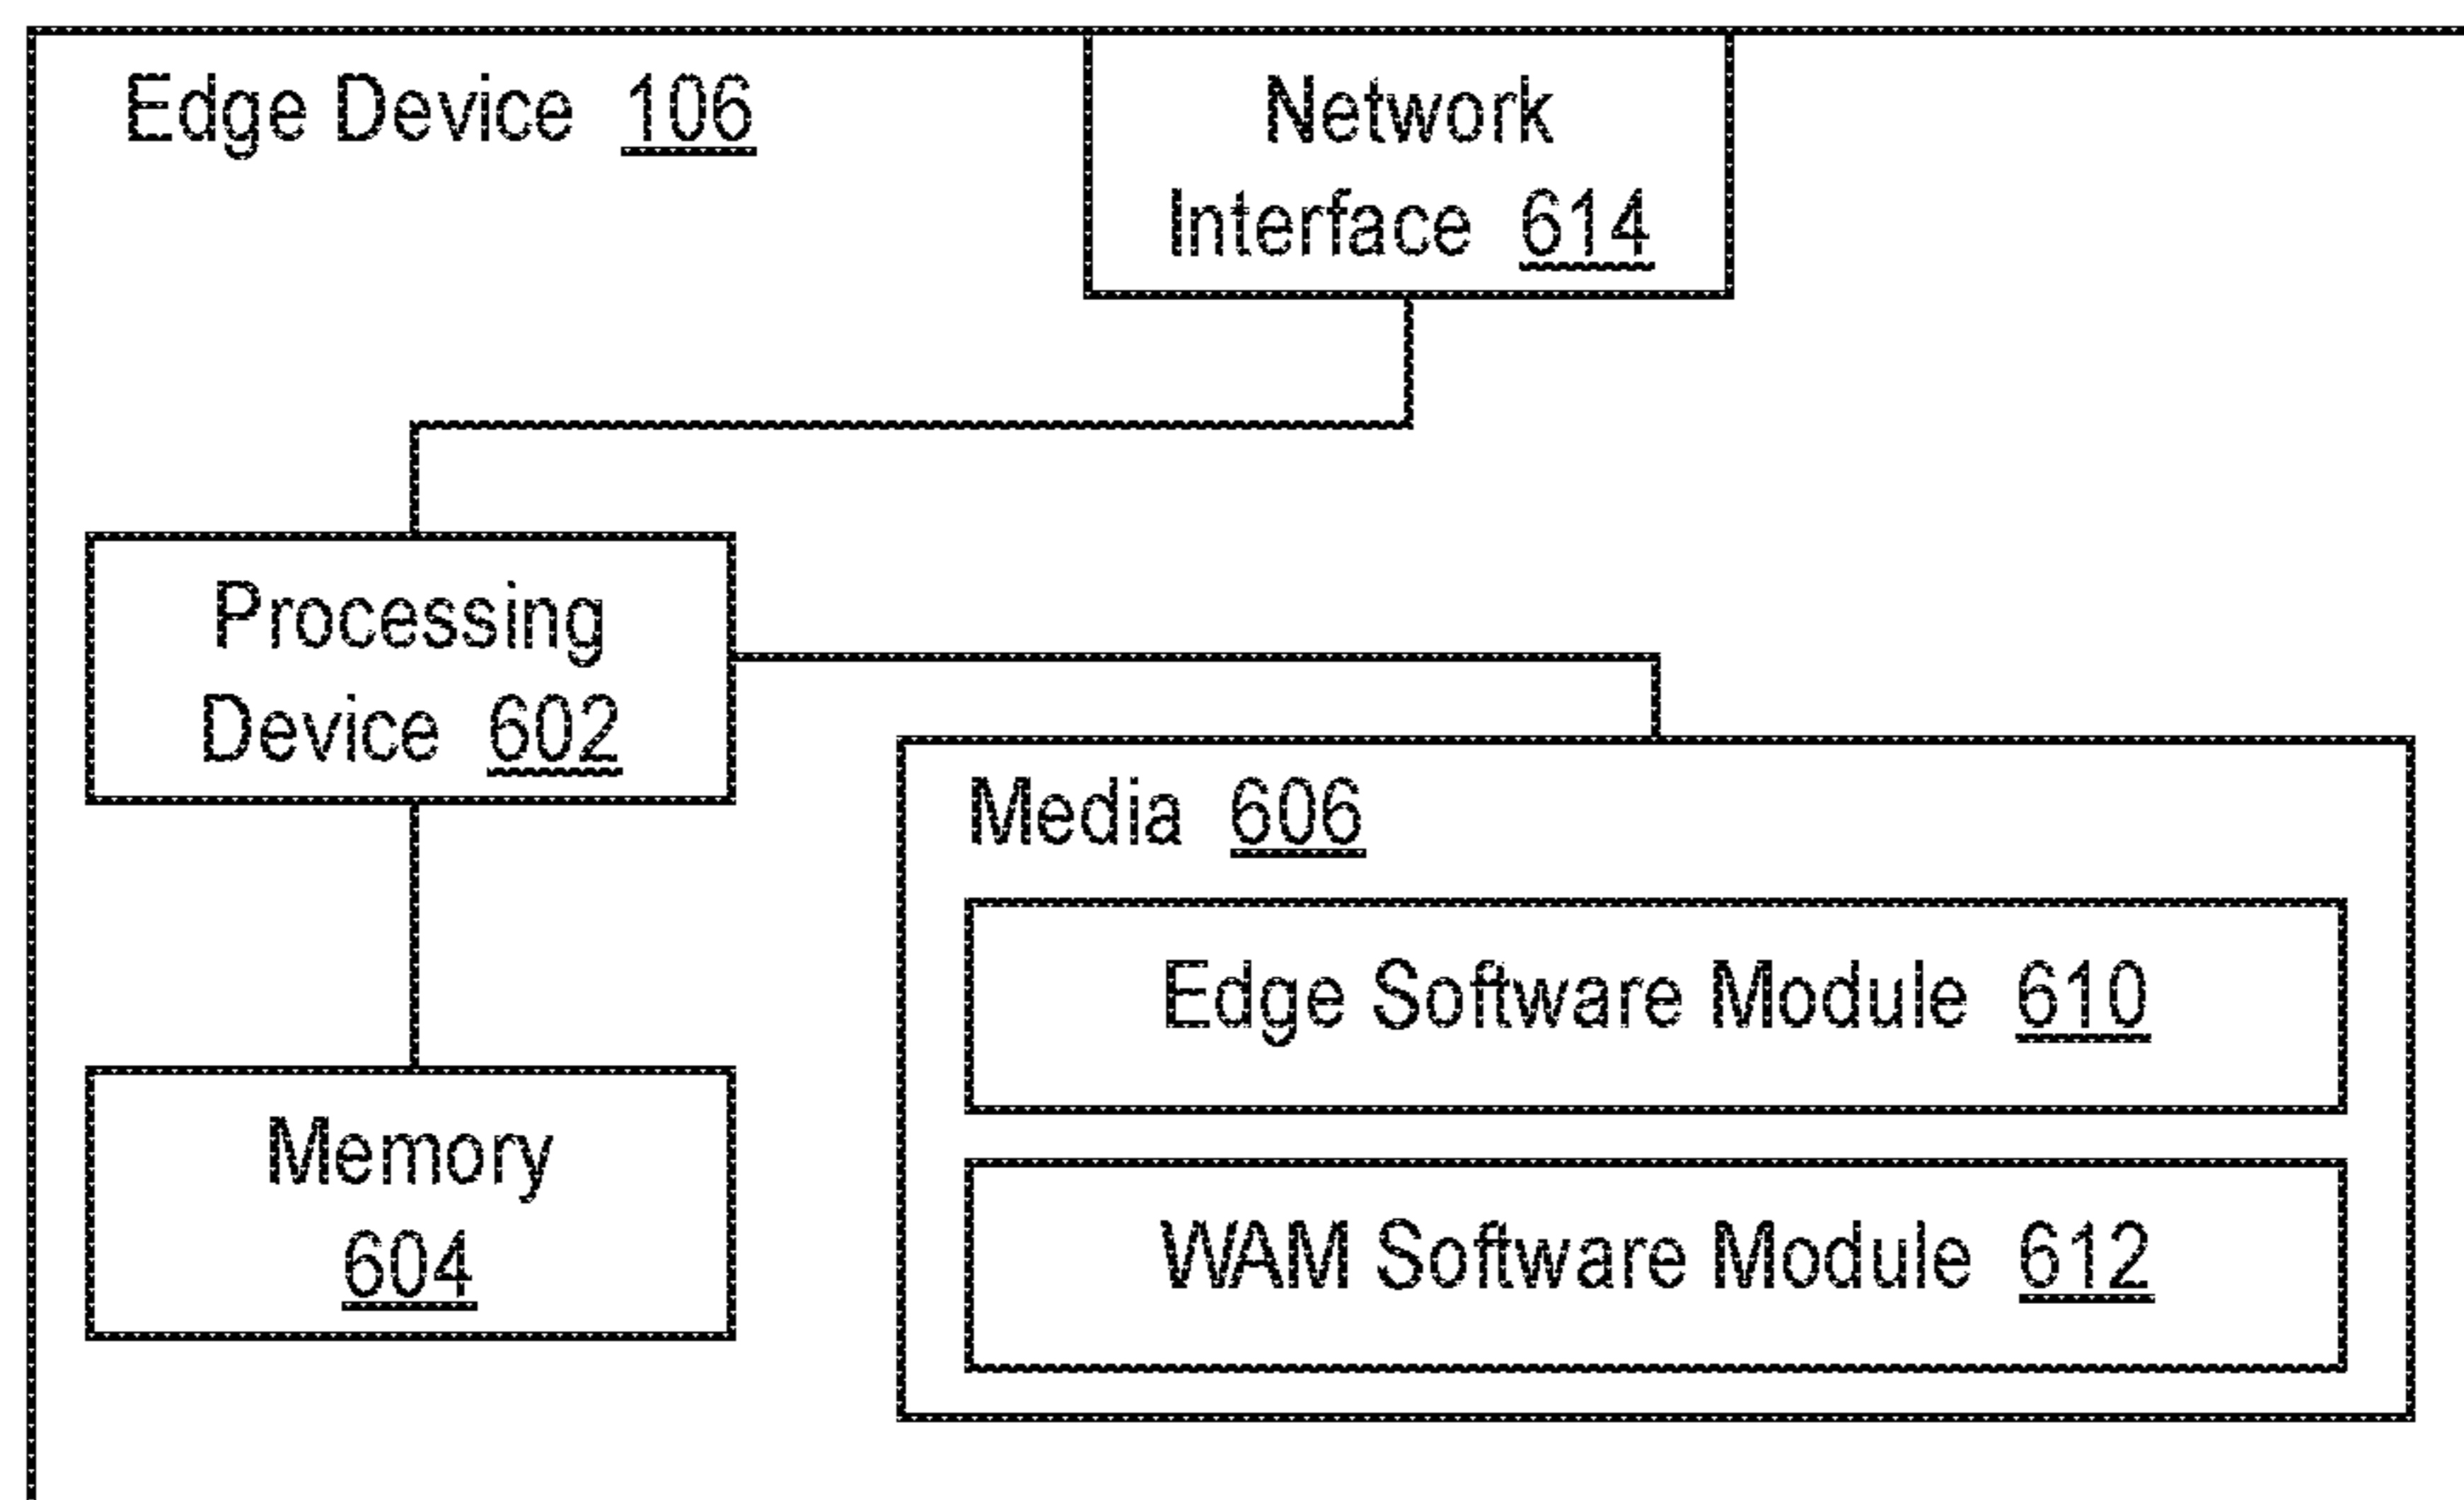 Edge Device 106
Network
Interface 614
Processing
Device 602
Media 606
Edge Software Module 610
Memory
604
WAM Software Module 612